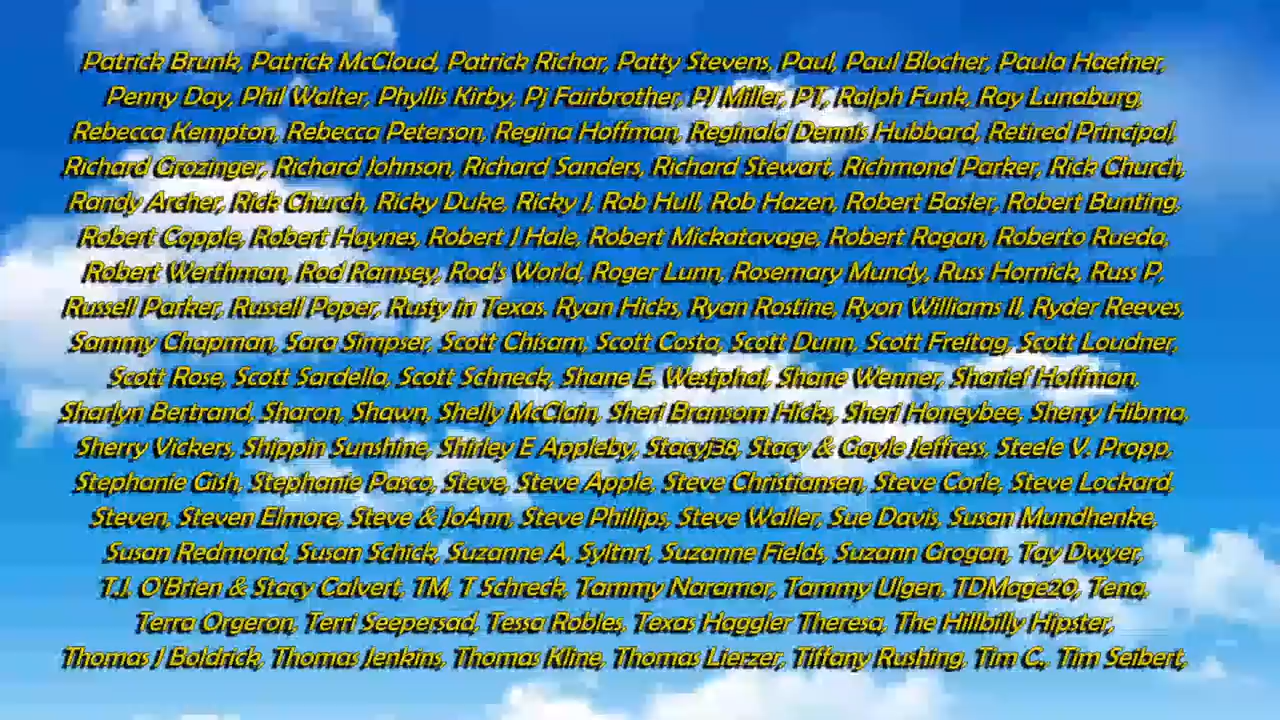 Patrick Brunk, Patrick McCloud, Patrick Richar, Patty Stevens, Paul, Paul Blocher, Paula Haefner,
Penny Day, Phil Walter, Phyllis Kirby, Pj Fairbrother, PJ Miller, PT, Ralph Funk, Ray Lunaburg,
Rebecca Kempton, Rebecca Peterson, Regina Hoffman, Reginald Dennis Hubbard, Retired Principal,
Richard Grozinger, Richard Johnson, Richard Sanders, Richard Stewart, Richmond Parker, Rick Church,
Randy Archer, Rick Church, Ricky Duke, Ricky J, Rob Hull, Rob Hazen, Robert Basler, Robert Bunting,
Robert Copple, Robert Haynes, Robert J Hale, Robert Mickatavage, Robert Ragan, Roberto Rueda,
Robert Werthman, Rod Ramsey, Rod's World, Roger Lunn, Rosemary Mundy, Russ Hornick, Russ P,
Russell Parker, Russell Poper, Rusty in Texas. Ryan Hicks, Ryan Rostine, Ryon Williams II, Ryder Reeves,
Sammy Chapman, Sara Simpser, Scott Chisam, Scott Costa, Scott Dunn, Scott Freitag, Scott Loudner,
Scott Rose, Scott Sardella, Scott Schneck, Shane E. Westphal, Shane Wenner, Sharief Hoffman,
Sharlyn Bertrand, Sharon, Shawn, Shelly McClain, Sheri Bransom Hicks, Sheri Honeybee, Sherry Hibma,
Sherry Vickers, Shippin Sunshine, Shirley E Appleby, Stacyj38, Stacy & Gayle Jeffress, Steele V. Propp,
Stephanie Gish, Stephanie Pasco, Steve, Steve Apple, Steve Christiansen, Steve Corle, Steve Lockard,
Steven, Steven Elmore, Steve & JoAnn, Steve Phillips, Steve Waller, Sue Davis, Susan Mundhenke,
Susan Redmond, Susan Schick, Suzanne A, Syltnrl, Suzanne Fields, Suzann Grogan, Tay Dwyer,
T.J. O'Brien & Stacy Calvert, TM, T Schreck, Tammy Naramor, Tammy Ulgen, TDMage20, Tena,
Terra Orgeron, Terri Seepersad, Tessa Robles, Texas Haggler Theresa, The Hillbilly Hipster,
Thomas J Boldrick, Thomas Jenkins, Thomas Kline, Thomas Lierzer, Tiffany Rushing, Tim C., Tim Seibert,